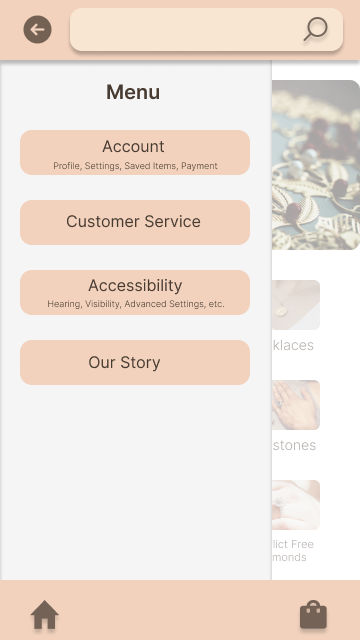 Menu
Account
Profile, Settings, Saved Items, Payment
Customer Service
Accessibility
Hearing, Visibility, Advanced Settings, etc.
klaces
Our Story
stones
lict Free
monds